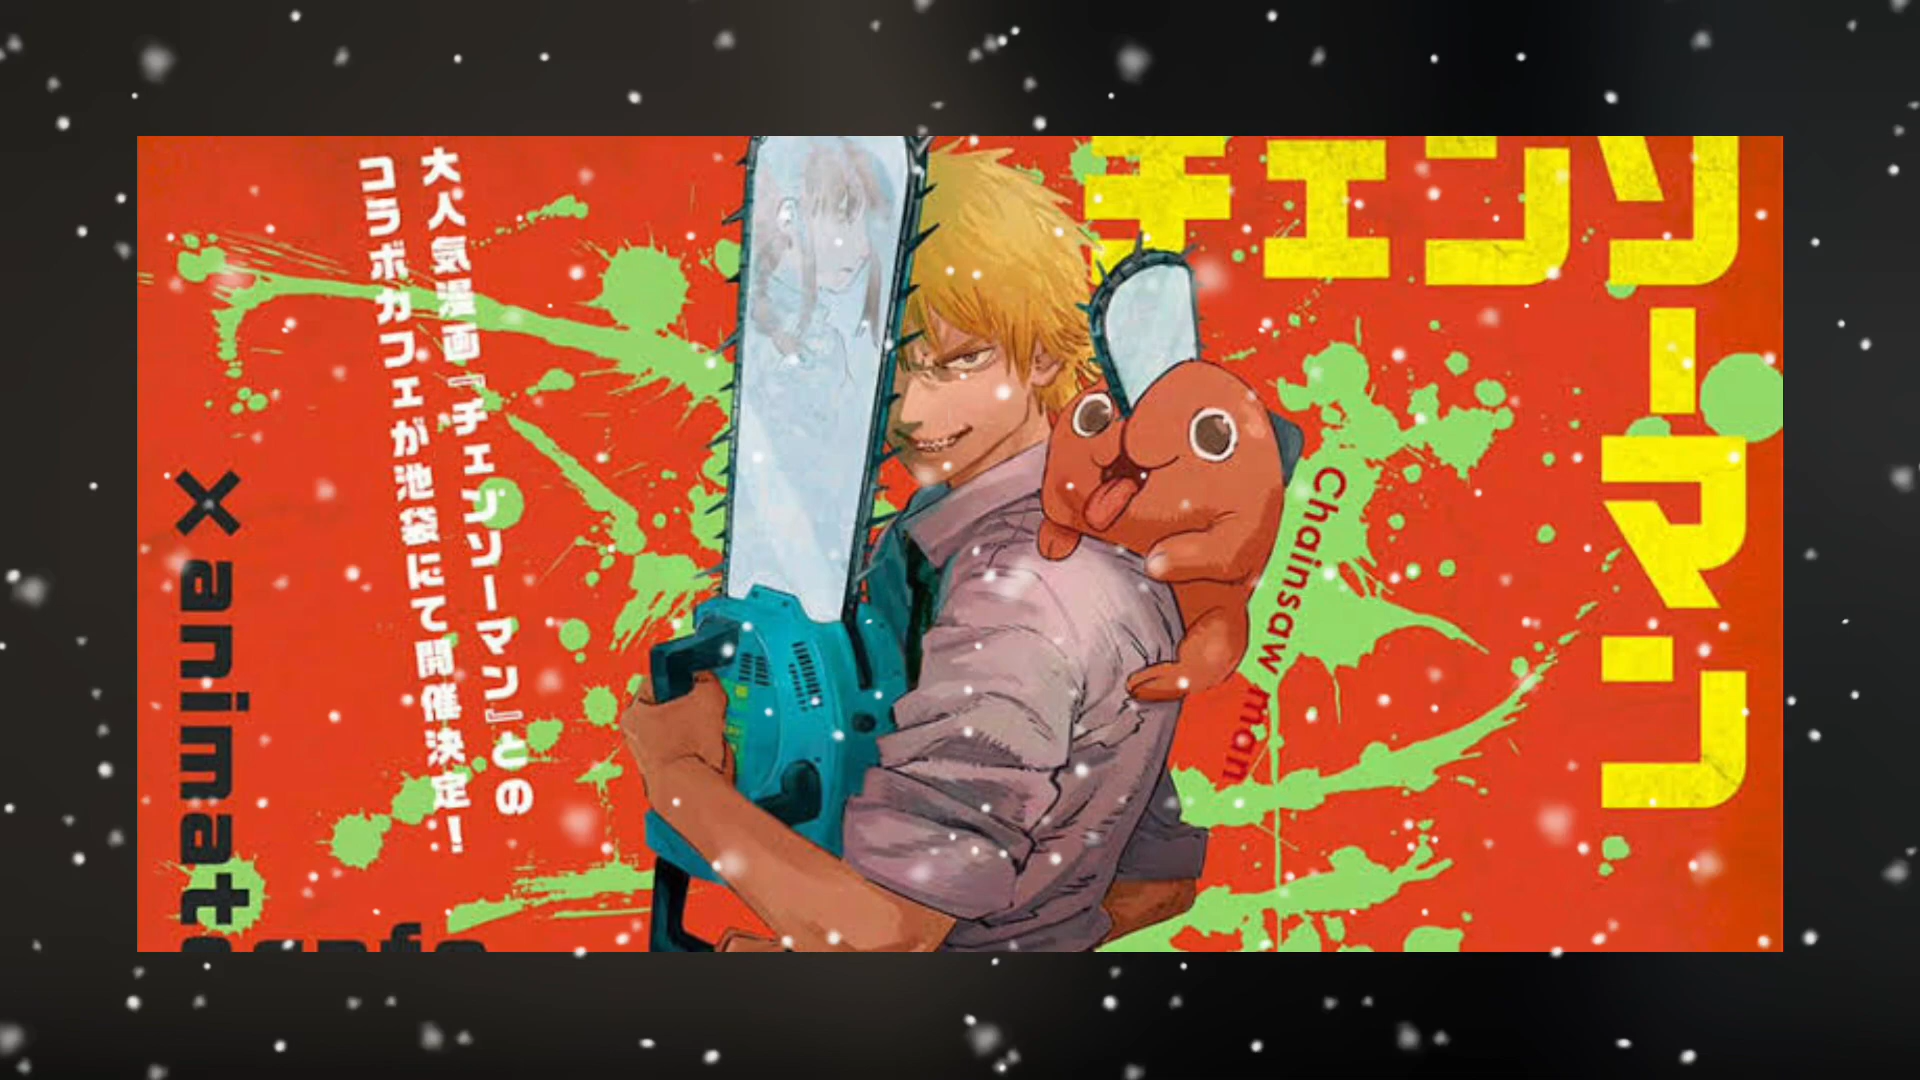 チェンソーマン
Chainsaw man
大人気漫画『チェンソーマン』との
コラボカフェが池袋にて開催決定!
×animate
cafe